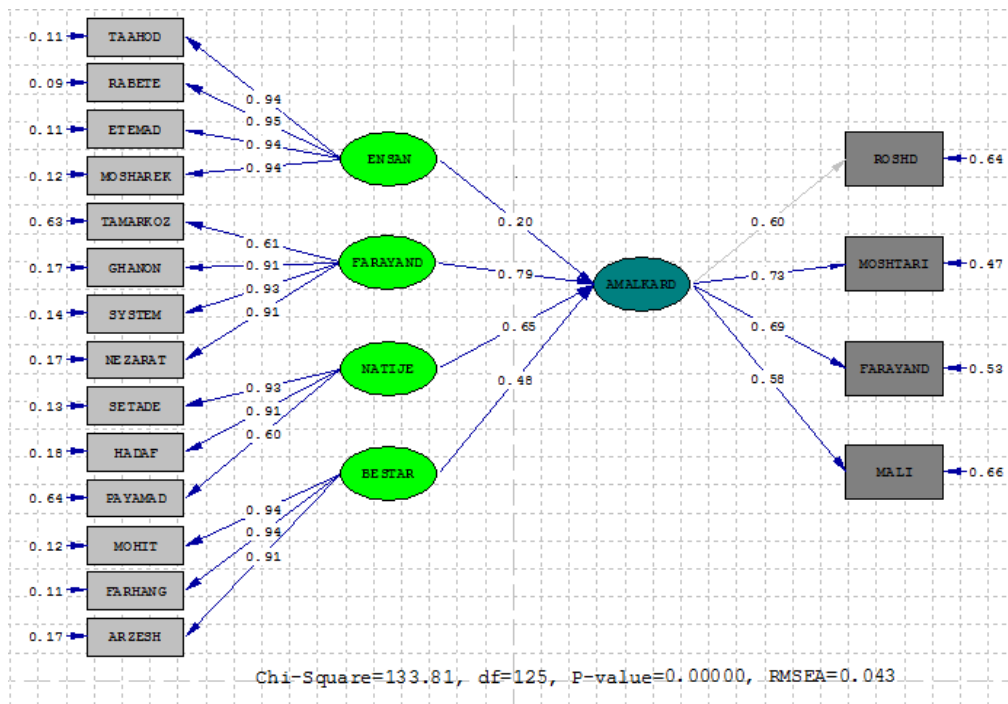 0.11 TAAHOD
0.09 RABETE
0.11 ETEMAD
0.12 MOSHAREK
0.63 TAMARKOZ
0.17 GHANON
0.14 SYSTEM
0.17 NEZARAT
0.13 SETADE
0.18 HADAF
0.64 PAYAMAD
0.12 MOHIT
0.11 FARHANG
0.17 ARZESH
0.94
0.95
0.94
0.94
0.61
0.91
0.93
0.91
0.93
0.91
0.60
0.94
0.94
0.91
ENSAN
FARAYAND
NATIJE
BESTAR
0.20
0.79
0.65
0.48
AMALKARD
0.60
0.73
0.69
0.58
ROSHD 0.64
MOSHTARI 0.47
FARAYAND 0.53
MALI 0.66
Chi-Square=133.81, df=125, P-value=0.00000, RMSEA=0.043